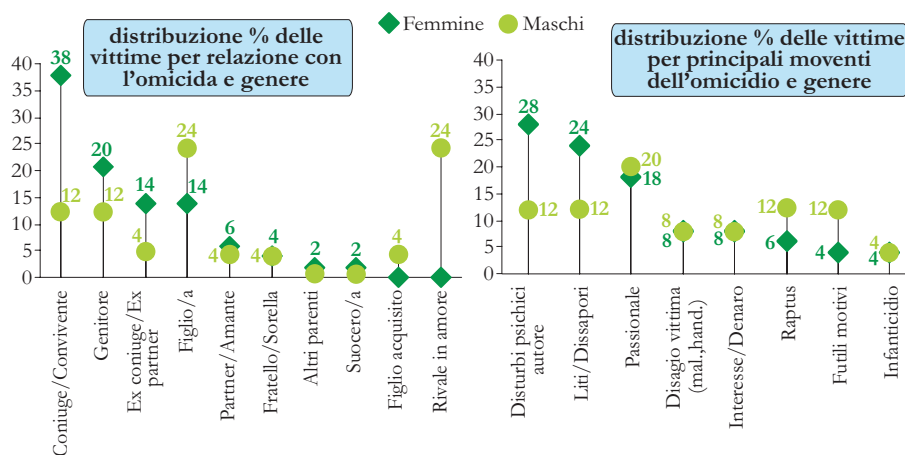 Femmine Maschi
distribuzione % delle
vittime per relazione con
l'omicida e genere
40
35
30
25
20
15
10
5
0
38
12
20
12
14
4
24
14
6
4
4
4
2
2
4
24
Coniuge/Convivente
Genitore
Ex coniuge/Ex
partner
Figlio/a
Partner/Amante
Fratello/Sorella
Altri parenti
Suocero/a
Figlio acquisito
Rivale in amore
distribuzione % delle vittime
per principali moventi
dell'omicidio e genere
40
35
30
25
20
15
10
5
0
28
12
24
12
20
18
8
8
8
8
12
6
12
4
4
4
Disturbi psichici
autore
Liti/Dissapori
Passionale
Disagio vittima
(mal,hand.)
Interesse/Denaro
Raptus
Futili motivi
Infanticidio